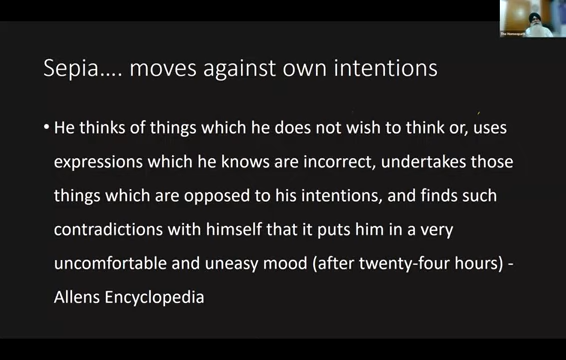 Sepia.... moves against own intentions
• He thinks of things which he does not wish to think or, uses
expressions which he knows are incorrect, undertakes those
things which are opposed to his intentions, and finds such
contradictions with himself that it puts him in a very
uncomfortable and uneasy mood (after twenty-four hours) -
Allens Encyclopedia